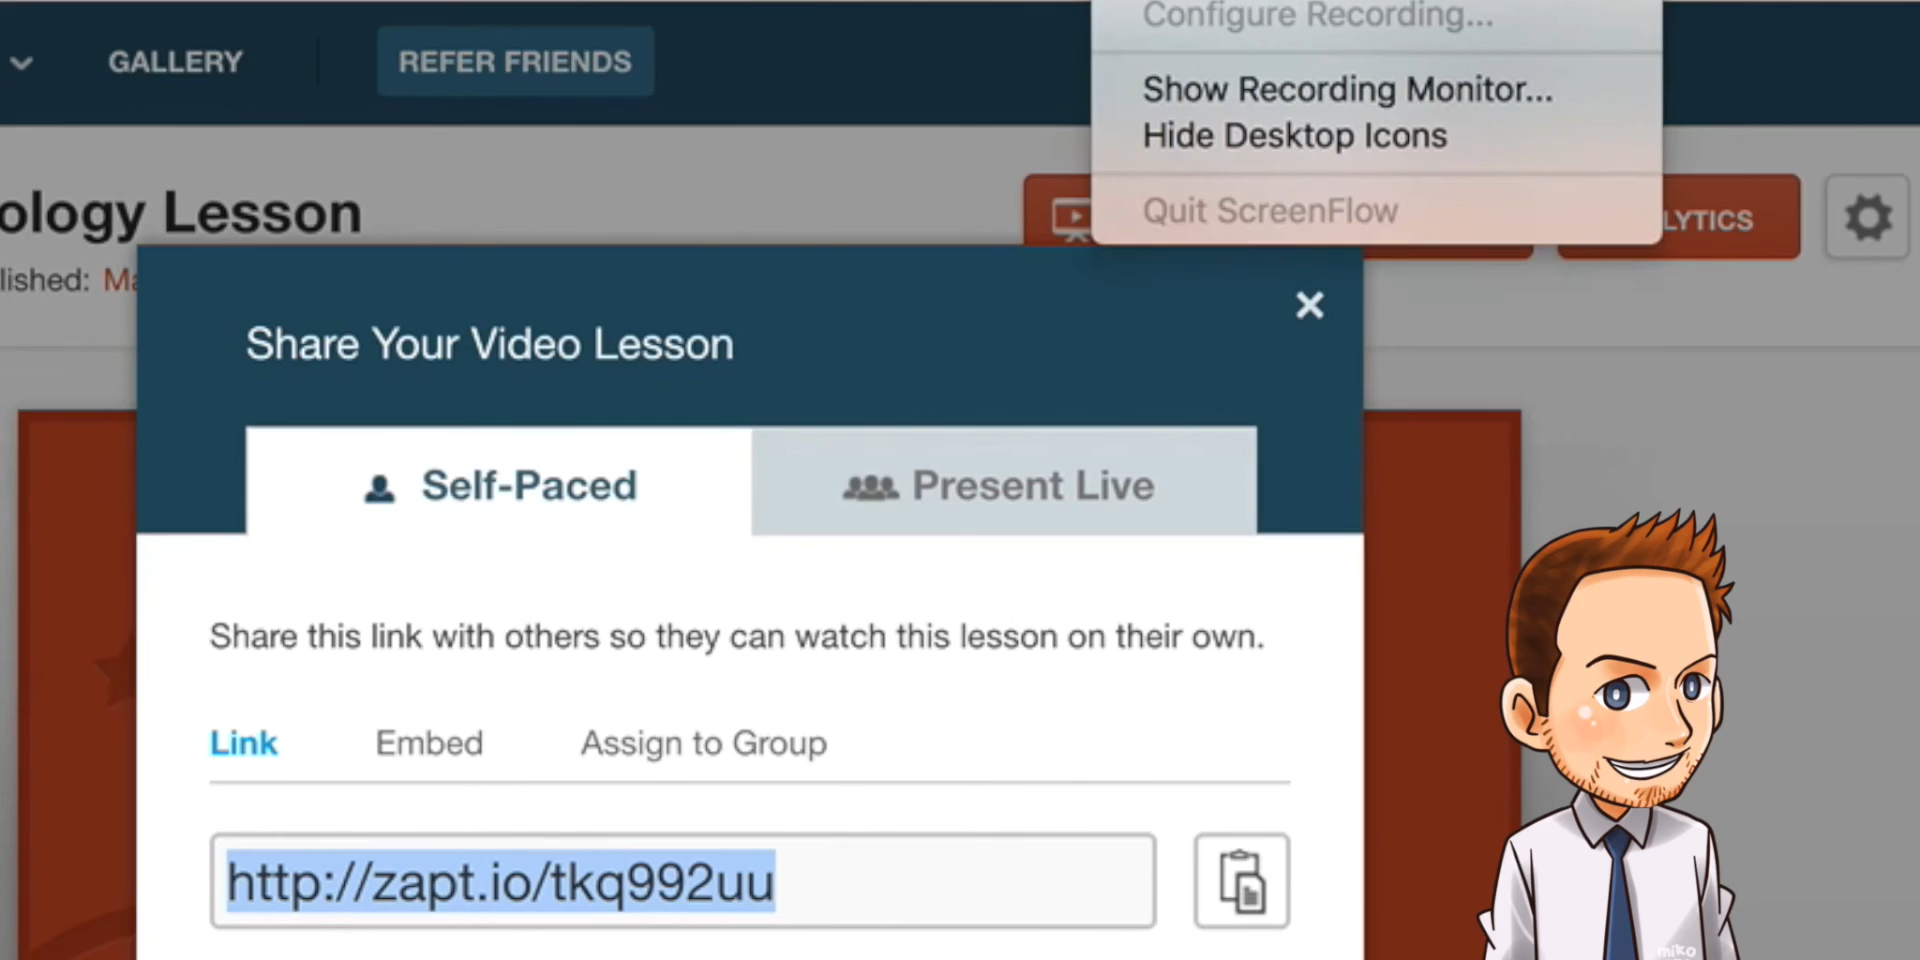 Configure Recording...
GALLERY
REFER FRIENDS
Show Recording Monitor...
Hide Desktop Icons
Quit ScreenFlow
ology Lesson
LYTICS
lished: Ma
Share Your Video Lesson
Self-Paced
Present Live
Share this link with others so they can watch this lesson on their own.
Link
Embed
Assign to Group
http://zapt.io/tkq992uu
miko